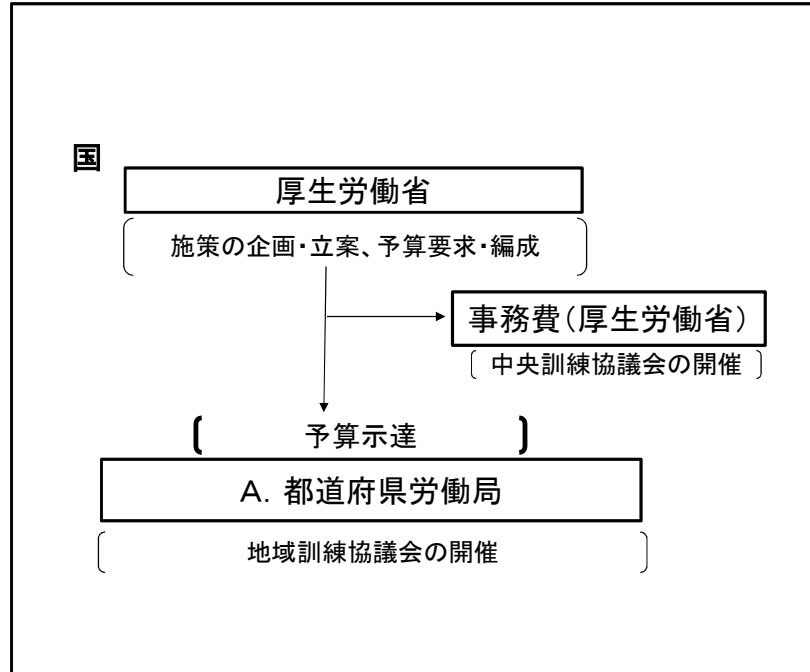 国
厚生労働省
施策の企画・立案、予算要求・編成
事務費(厚生労働省)
中央訓練協議会の開催
予算示達
A. 都道府県労働局
地域訓練協議会の開催